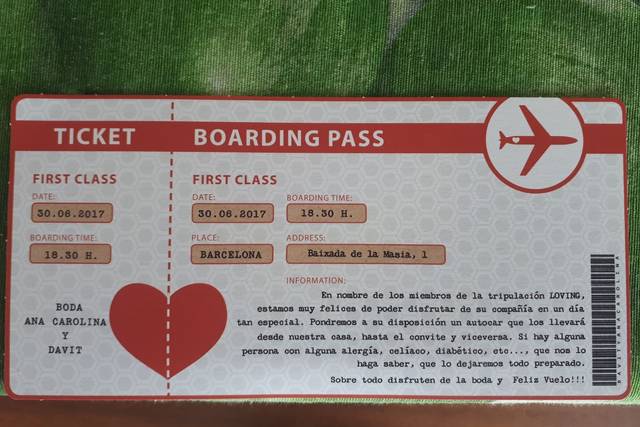 TICKET
FIRST CLASS
DATE:
30.06.2017
BOARDING TIME:
18.30 H.
BODA
ANA CAROLINA
Y
DAVIT
BOARDING PASS
FIRST CLASS
DATE:
30.06.2017
BOARDING TIME:
18.30 H.
PLACE:
BARCELONA
ADDRESS:
Baixada de la Masia, 1
INFORMATION:
En nombre de los miembros de la tripulación LOVING,
estamos muy felices de poder disfrutar de su compañía en un día
tan especial. Pondremos a su disposición un autocar que los llevará
desde nuestra casa, hasta el convite y viceversa. Si hay alguna
persona con alguna alergía, celíaco, diabético, etc..., que nos lo
haga saber, que lo dejaremos todo preparado.
Sobre todo disfruten de la boda y Feliz Vuelo!!!
DAVITYANACAROLINA